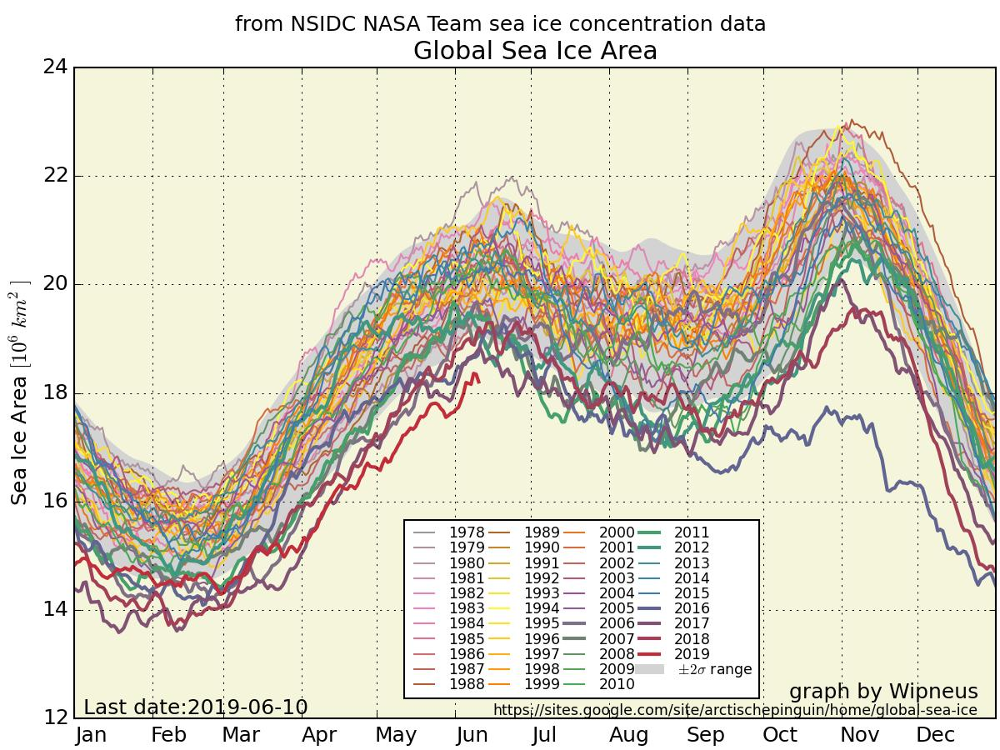 from NSIDC NASA Team sea ice concentration data
Global Sea Ice Area
24
22
20
18
16
14
12
Sea Ice Area [10⁶ km² ]
1978 1989 2000 2011
1979 1990 2001 2012
1980 1991 2002 2013
1981 1992 2003 2014
1982 1993 2004 2015
1983 1994 2005 2016
1984 1995 2006 2017
1985 1996 2007 2018
1986 1997 2008 2019
1987 1998 2009 ±2σ range
1988 1999 2010
graph by Wipneus
Last date:2019-06-10
https://sites.google.com/site/arctischepinguin/home/global-sea-ice
Jan Feb Mar Apr May Jun Jul Aug Sep Oct Nov Dec